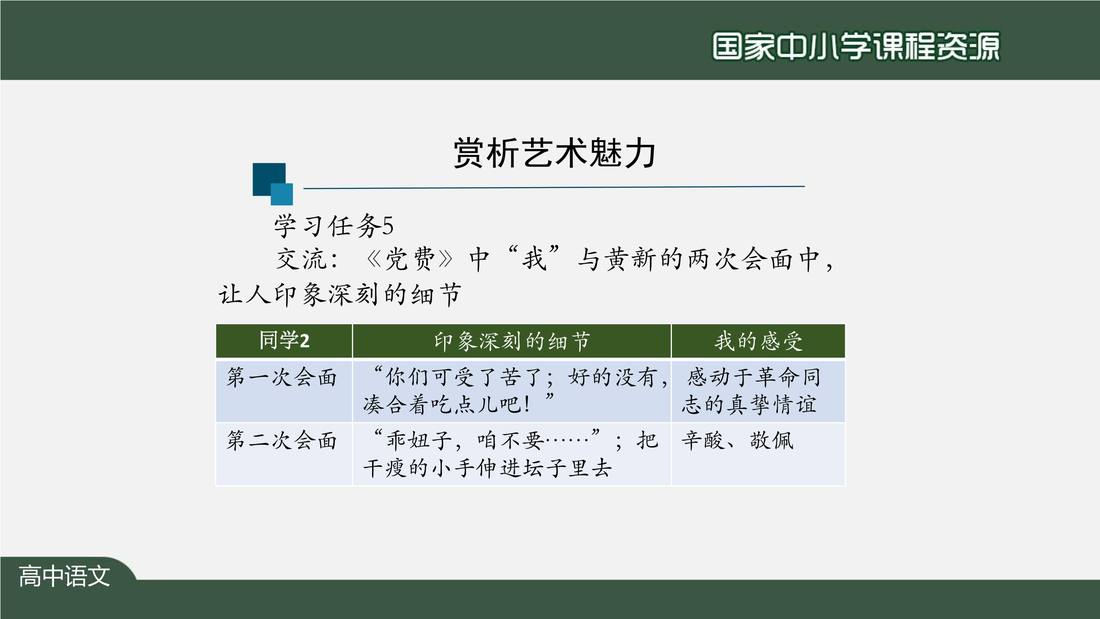 国家中小学课程资源
赏析艺术魅力
学习任务5
交流：《党费》中“我”与黄新的两次会面中，
让人印象深刻的细节
同学2 印象深刻的细节 我的感受
第一次会面 “你们可受了苦了；好的没有， 感动于革命同
凑合着吃点儿吧！” 志的真挚情谊
第二次会面 “乖妞子，咱不要……”；把 辛酸、敬佩
干瘦的小手伸进坛子里去
高中语文